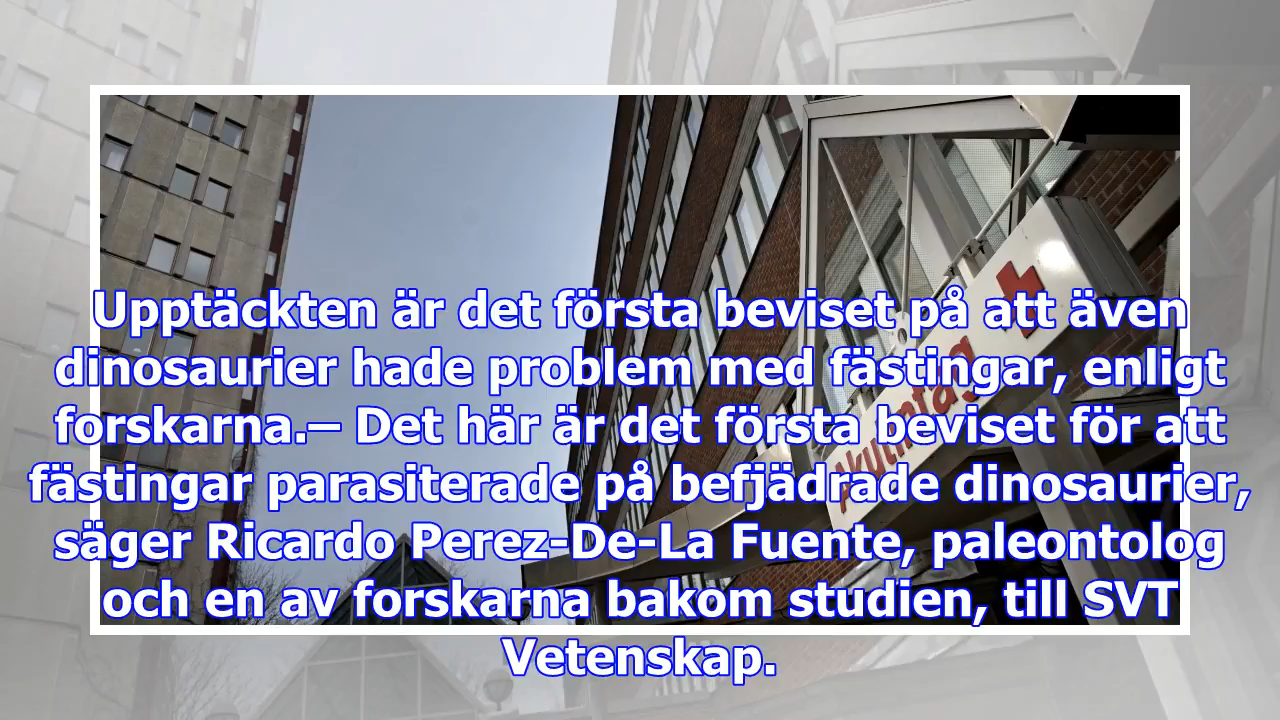 Upptäckten är det första beviset på att även
dinosaurier hade problem med fästingar, enligt
forskarna.– Det här är det första beviset för att
fästingar parasiterade på befjädrade dinosaurier,
säger Ricardo Perez-De-La Fuente, paleontolog
och en av forskarna bakom studien, till SVT
Vetenskap.
Akutintag